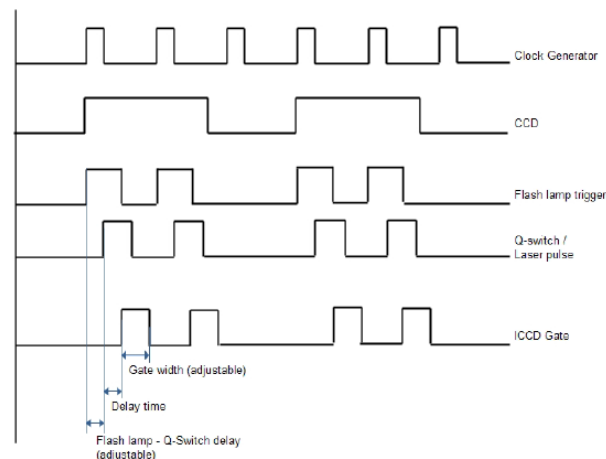 Clock Generator
CCD
Flash lamp trigger
Q-switch /
Laser pulse
ICCD Gate
Gate width (adjustable)
Delay time
Flash lamp - Q-Switch delay
(adjustable)